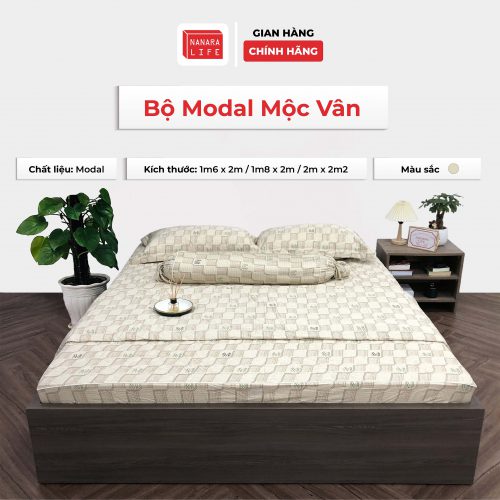 NANARA
LIFE
GIAN HÀNG
CHÍNH HÃNG
Bộ Modal Mộc Vân
Chất liệu: Modal
Kích thước: 1m6 x 2m / 1m8 x 2m / 2m x 2m2
Màu sắc